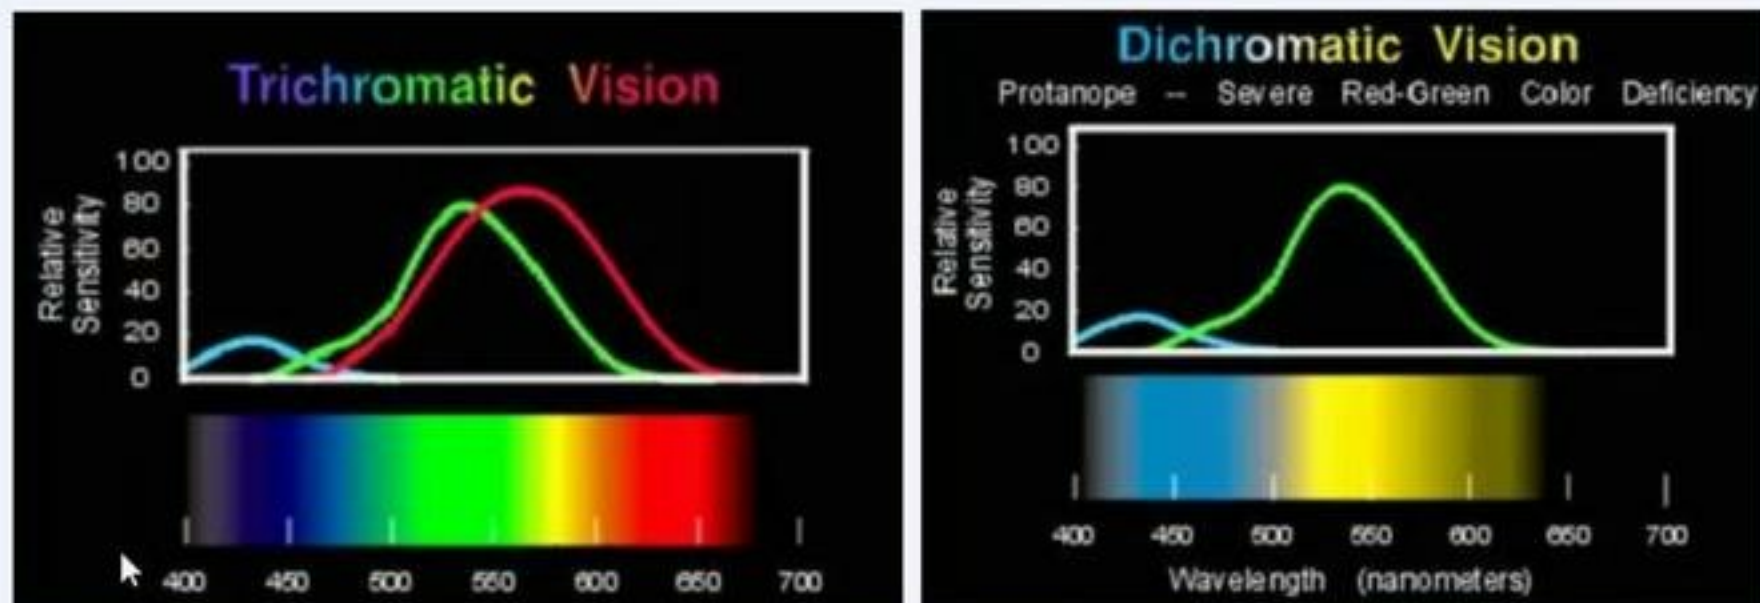 Trichromatic Vision
Relative
Sensitivity
100
80
60
40
20
0
400 450 500 550 600 650 700
Dichromatic Vision
Protanope -- Severe Red-Green Color Deficiency
Relative
Sensitivity
100
80
60
40
20
0
400 450 500 550 600 650 700
Wavelength (nanometers)